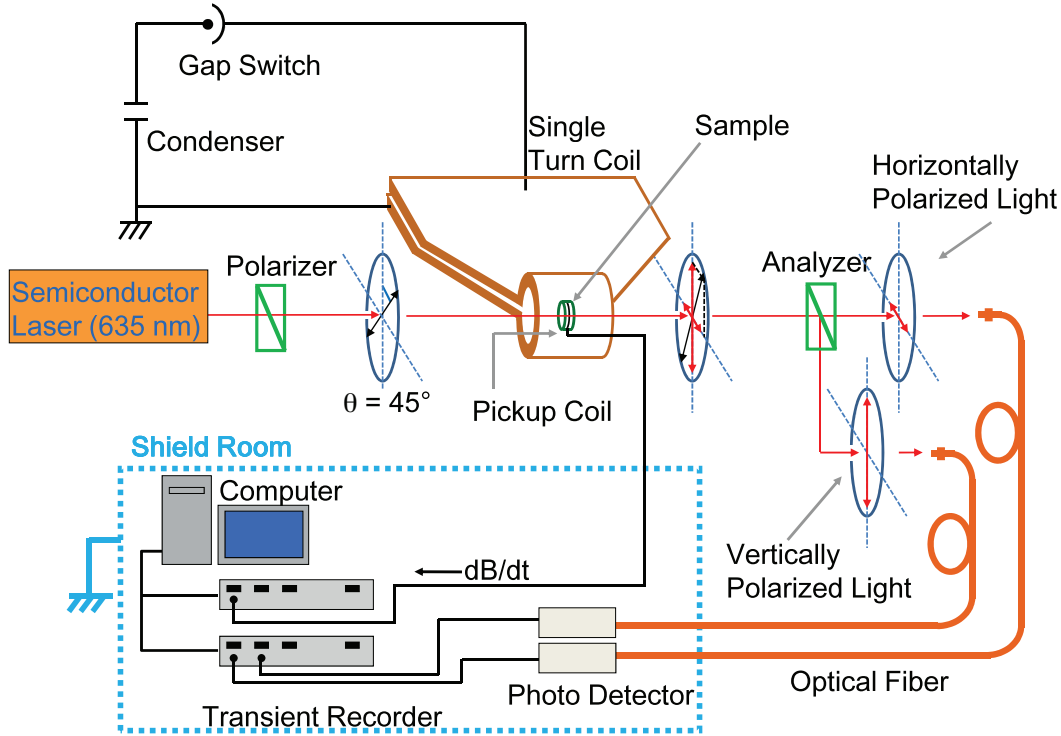 Gap Switch
Condenser
Single
Turn Coil
Sample
Horizontally
Polarized Light
Polarizer
Analyzer
Semiconductor
Laser (635 nm)
θ = 45°
Pickup Coil
Shield Room
Computer
Vertically
Polarized Light
dB/dt
Photo Detector
Optical Fiber
Transient Recorder